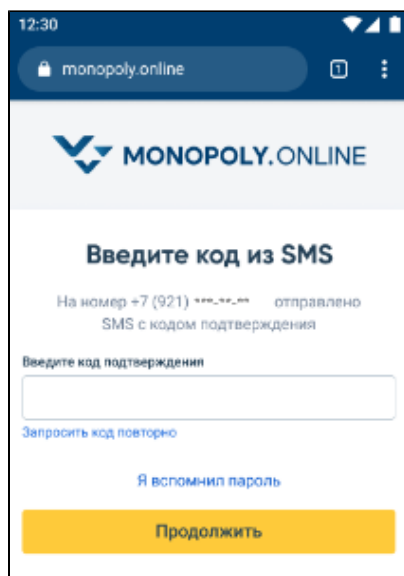 12:30
monopoly.online
1
MONOPOLY.ONLINE
Введите код из SMS
На номер +7 (921) ***-**-** отправлено
SMS с кодом подтверждения
Введите код подтверждения
Запросить код повторно
Я вспомнил пароль
Продолжить